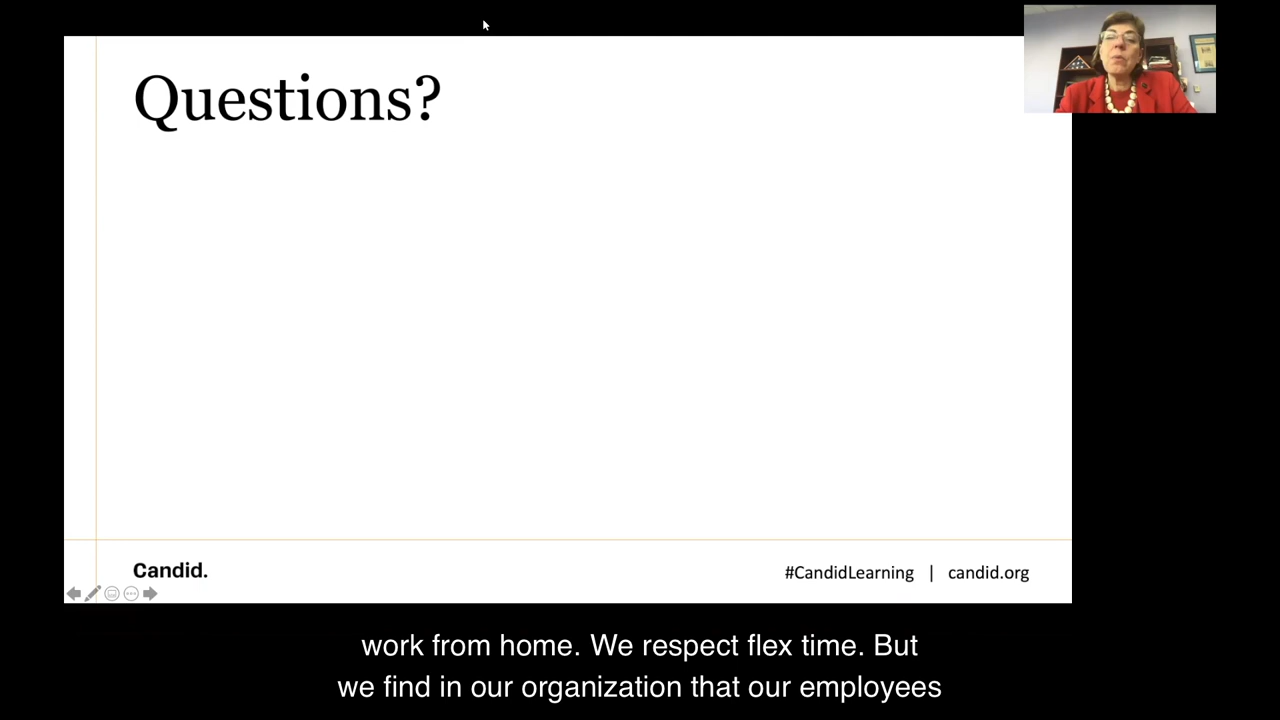 Questions?
Candid.
#CandidLearning | candid.org
work from home. We respect flex time. But
we find in our organization that our employees